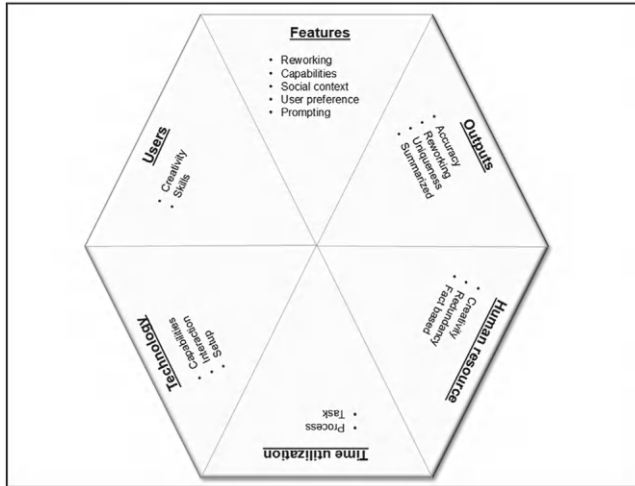 Features
Reworking
Capabilities
Social context
User preference
Prompting
Outputs
Accuracy
Reworking
Uniqueness
Summarized
Human resource
Creativity
Redundancy
Fact based
Time utilization
Process
Task
Technology
Capabilities
Interaction
Setup
Users
Creativity
Skills